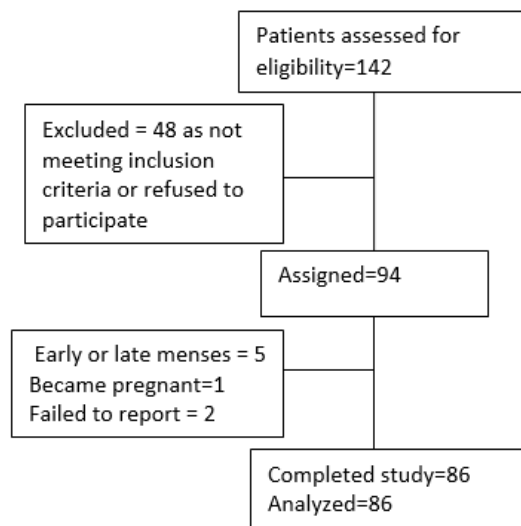 Patients assessed for
eligibility=142
Excluded = 48 as not
meeting inclusion
criteria or refused to
participate
Assigned=94
Early or late menses = 5
Became pregnant=1
Failed to report = 2
Completed study=86
Analyzed=86